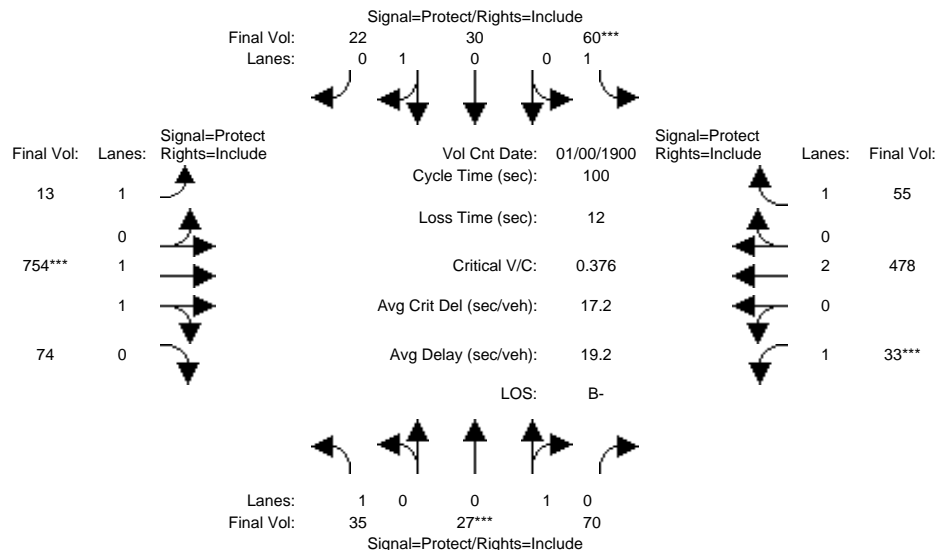 Signal=Protect/Rights=Include
Final Vol: 22 30 60***
Lanes: 0 1 0 0 1
Signal=Protect Signal=Protect
Final Vol: Lanes: Rights=Include Vol Cnt Date: 01/00/1900 Rights=Include Lanes: Final Vol:
Cycle Time (sec): 100
13 1 1 55
Loss Time (sec): 12
0 0
754*** 1 Critical V/C: 0.376 2 478
1 Avg Crit Del (sec/veh): 17.2 0
74 0 Avg Delay (sec/veh): 19.2 1 33***
LOS: B-
Lanes: 1 0 0 1 0
Final Vol: 35 27*** 70
Signal=Protect/Rights=Include